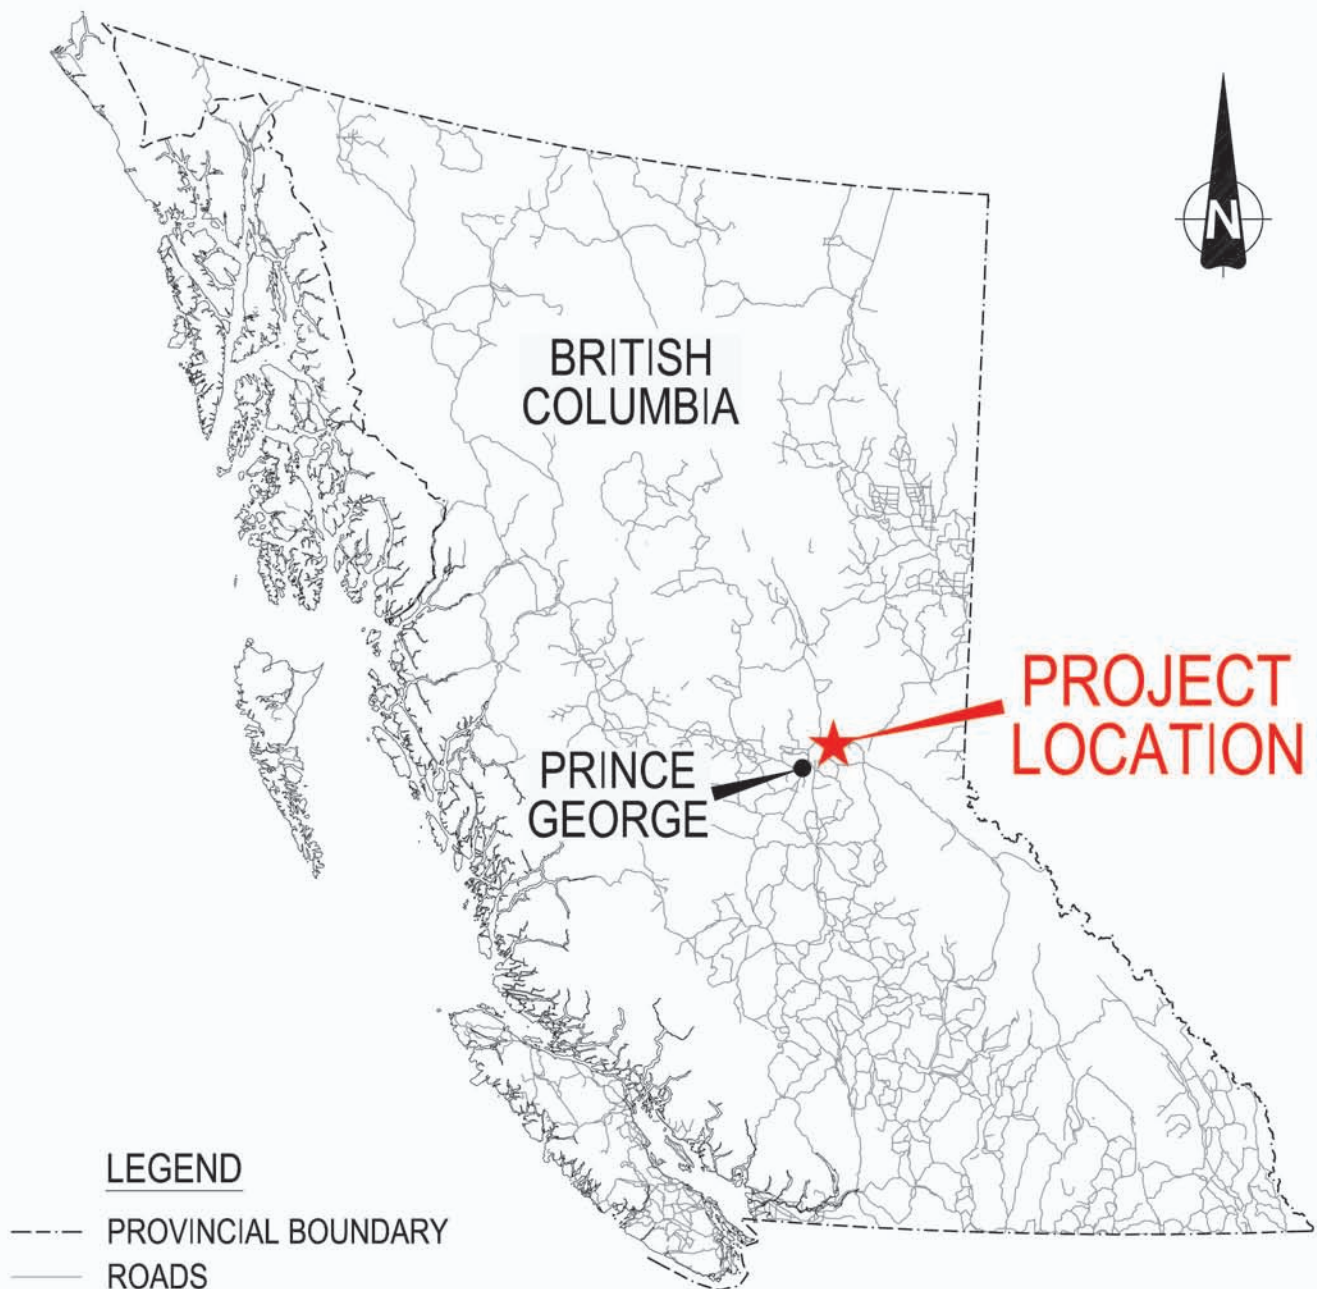 N
BRITISH
COLUMBIA
PROJECT
LOCATION
PRINCE
GEORGE
LEGEND
PROVINCIAL BOUNDARY
ROADS